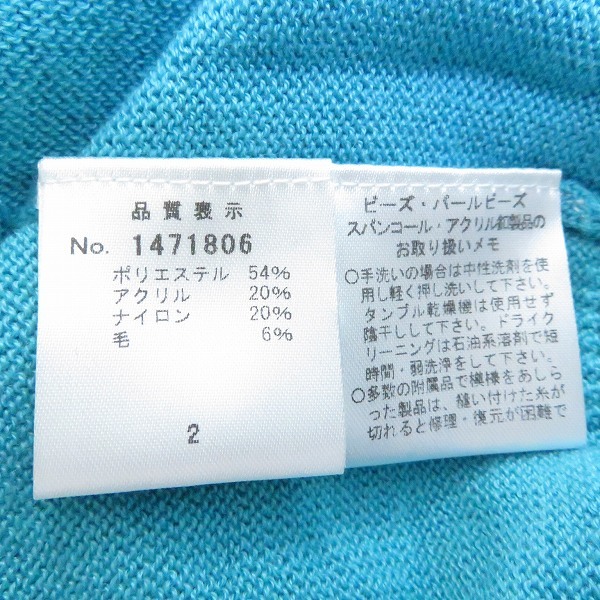 品質表示
No. 1471806
ポリエステル 54%
アクリル 20%
ナイロン 20%
毛 6%
2
ビーズ・パールビーズ
スパンコール・アクリル釦製品の
お取り扱いメモ
○手洗いの場合は中性洗剤を使
用し軽く押し洗いして下さい。
タンブル乾燥機は使用せず
陰干しして下さい。ドライク
リーニングは石油系溶剤で短
時間・弱洗浄をして下さい。
○多数の附属品で模様をあしら
った製品は、縫い付けた糸が
切れると修理・復元が困難で